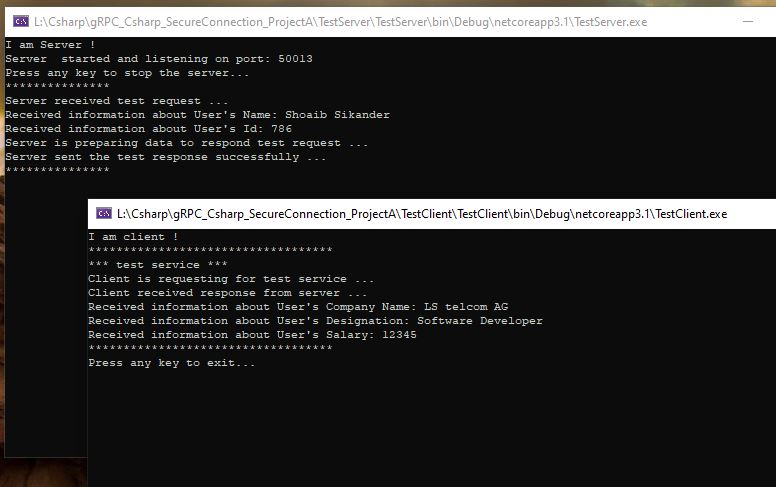 L:\Csharp\gRPC_Csharp_SecureConnection_ProjectA\TestServer\TestServer\bin\Debug\netcoreapp3.1\TestServer.exe
I am Server !
Server  started and listening on port: 50013
Press any key to stop the server...
***************
Server received test request ...
Received information about User's Name: Shoaib Sikander
Received information about User's Id: 786
Server is preparing data to respond test request ...
Server sent the test response successfully ...
***************
L:\Csharp\gRPC_Csharp_SecureConnection_ProjectA\TestClient\TestClient\bin\Debug\netcoreapp3.1\TestClient.exe
I am client !
***********************************
*** test service ***
Client is requesting for test service ...
Client received response from server ...
Received information about User's Company Name: LS telcom AG
Received information about User's Designation: Software Developer
Received information about User's Salary: 12345
***********************************
Press any key to exit...